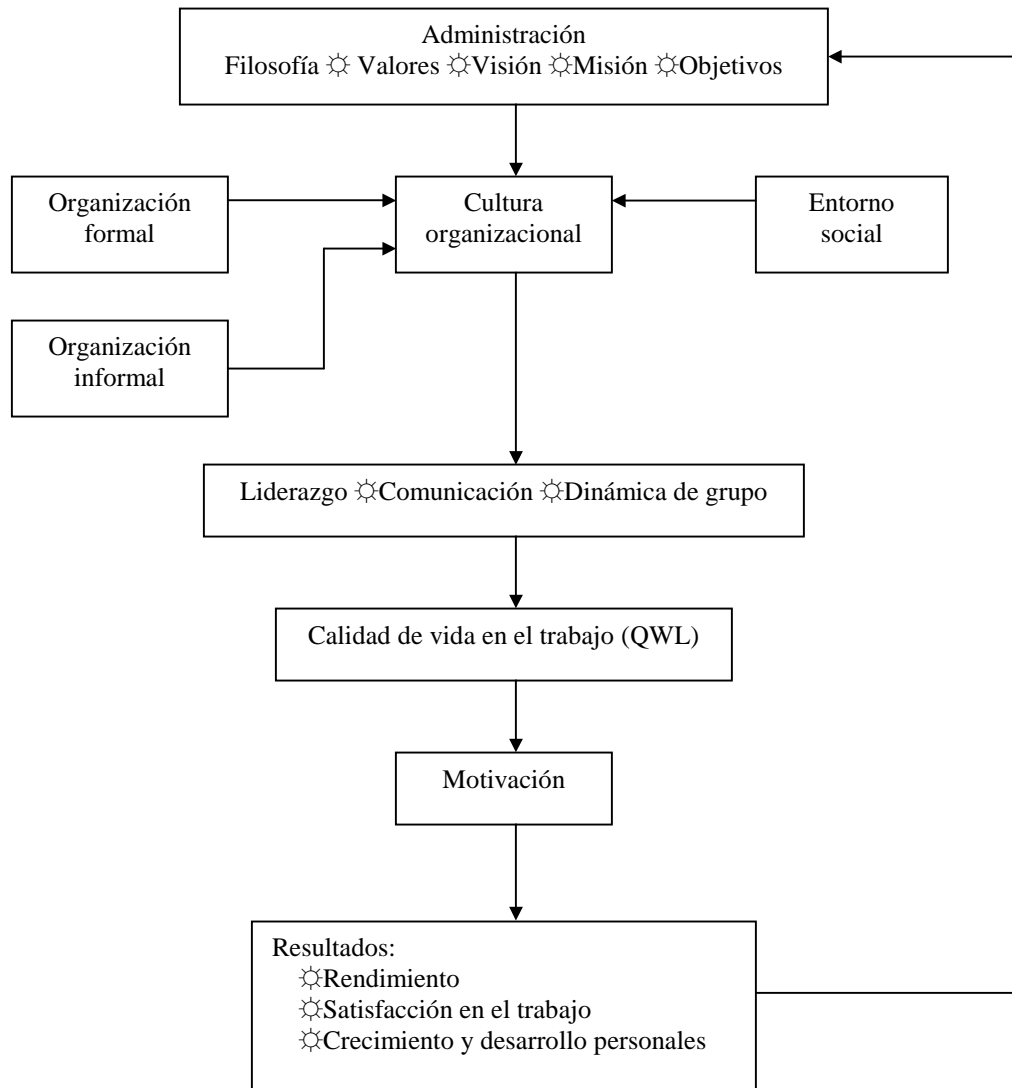 Administración
Filosofía ☼ Valores ☼Visión ☼Misión ☼Objetivos
Organización
formal
Cultura
organizacional
Entorno
social
Organización
informal
Liderazgo ☼Comunicación ☼Dinámica de grupo
Calidad de vida en el trabajo (QWL)
Motivación
Resultados:
☼Rendimiento
☼Satisfacción en el trabajo
☼Crecimiento y desarrollo personales